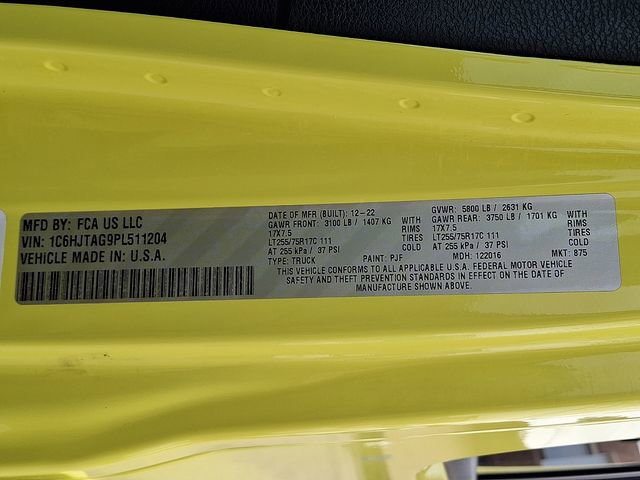 MFD BY: FCA US LLC
VIN: 1C6HJTAG9PL511204
VEHICLE MADE IN: U.S.A.
DATE OF MFR (BUILT): 12-22
GAWR FRONT: 3100 LB / 1407 KG WITH
17X7.5 RIMS
LT255/75R17C 111 TIRES
AT 255 kPa / 37 PSI COLD
TYPE: TRUCK PAINT: PJF
GVWR: 5800 LB / 2631 KG
GAWR REAR: 3750 LB / 1701 KG WITH
17X7.5 RIMS
LT255/75R17C 111 TIRES
AT 255 kPa / 37 PSI COLD
MDH: 122016 MKT: 875
THIS VEHICLE CONFORMS TO ALL APPLICABLE U.S.A. FEDERAL MOTOR VEHICLE
SAFETY AND THEFT PREVENTION STANDARDS IN EFFECT ON THE DATE OF
MANUFACTURE SHOWN ABOVE.